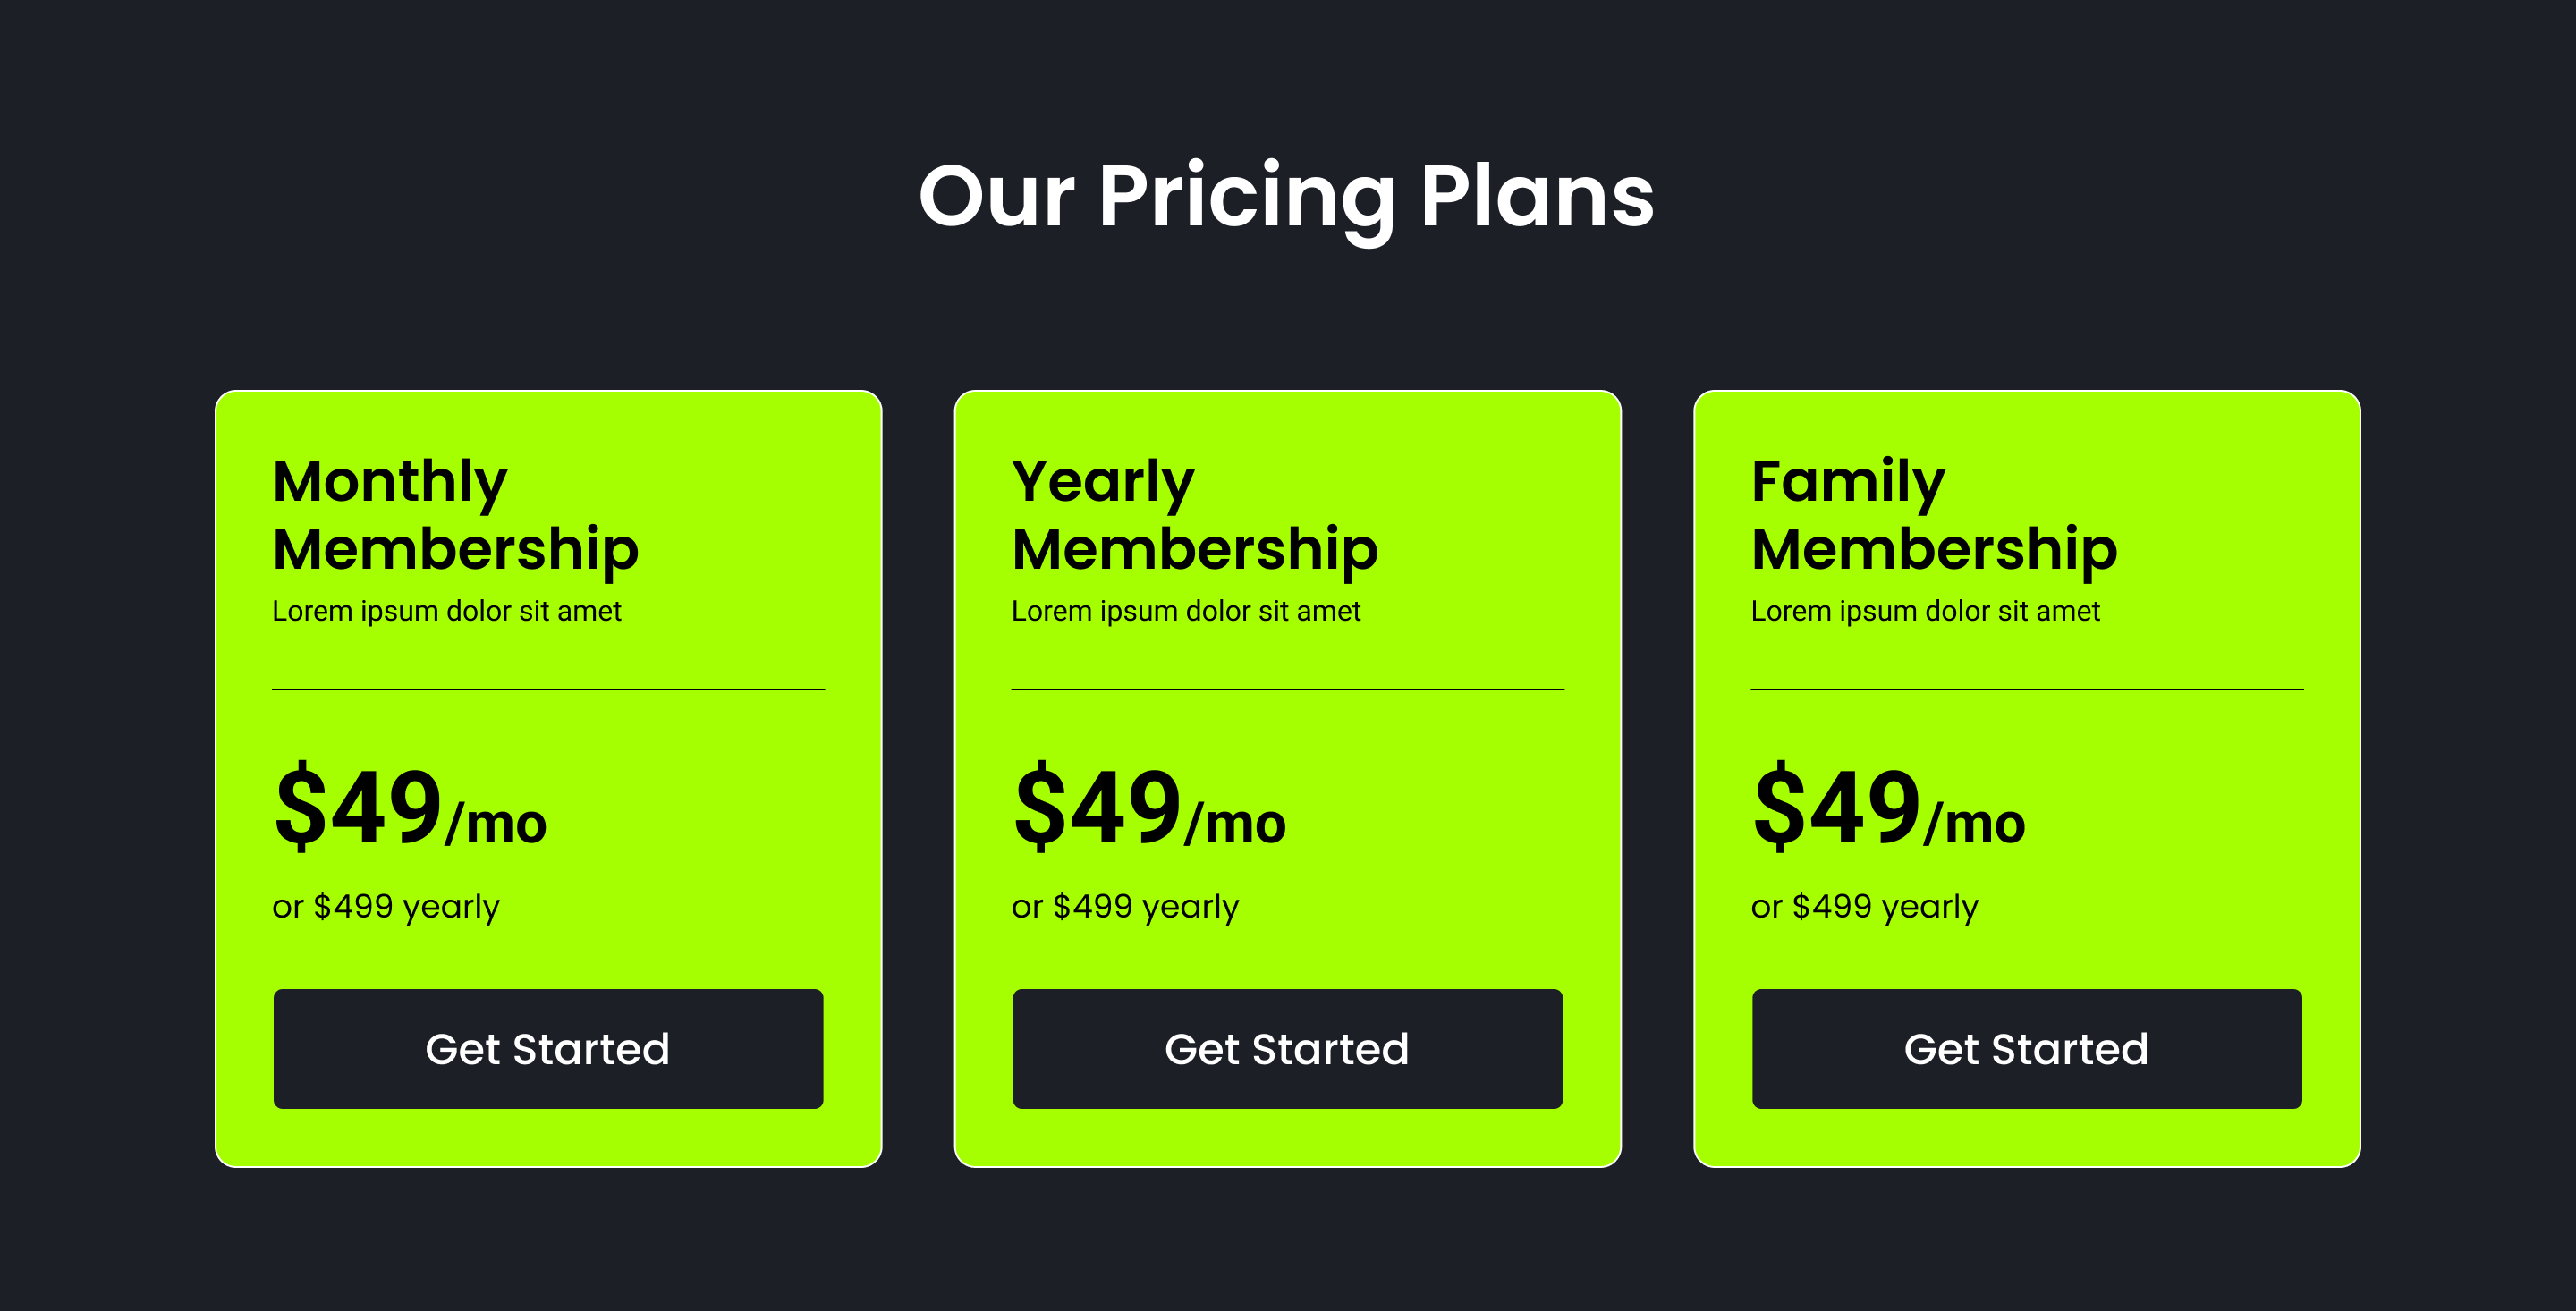 Our Pricing Plans
Monthly
Membership
Lorem ipsum dolor sit amet
$49/mo
or $499 yearly
Get Started
Yearly
Membership
Lorem ipsum dolor sit amet
$49/mo
or $499 yearly
Get Started
Family
Membership
Lorem ipsum dolor sit amet
$49/mo
or $499 yearly
Get Started